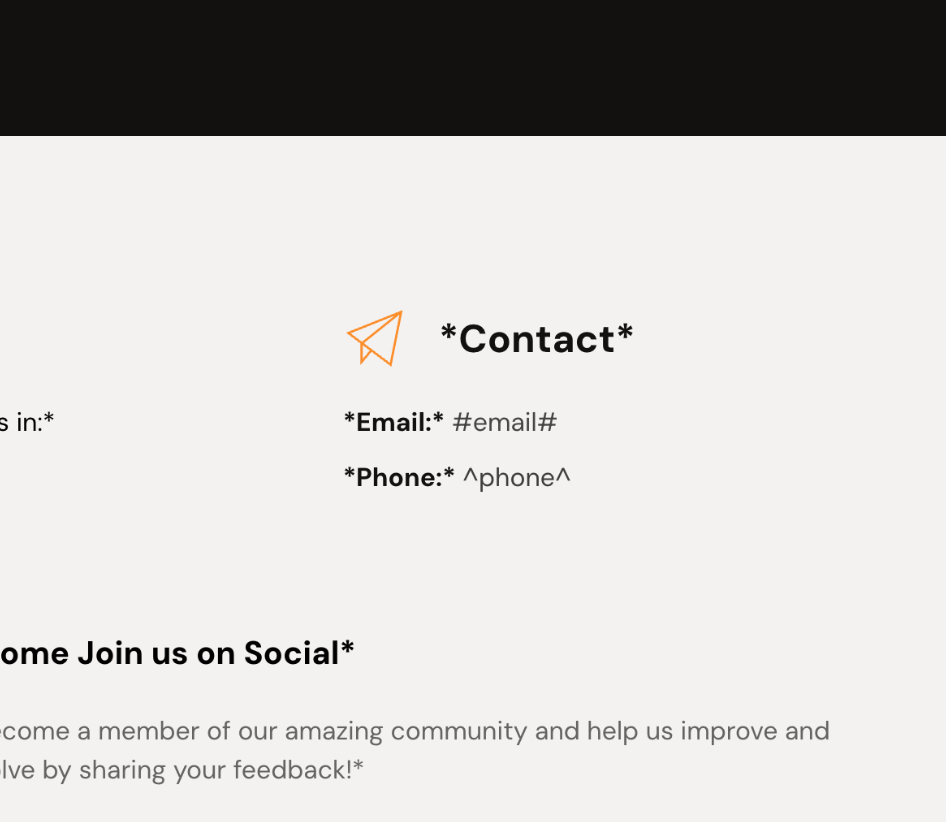 *Contact*
s in:*
*Email:* #email#
*Phone:* ^phone^
ome Join us on Social*
come a member of our amazing community and help us improve and
lve by sharing your feedback!*